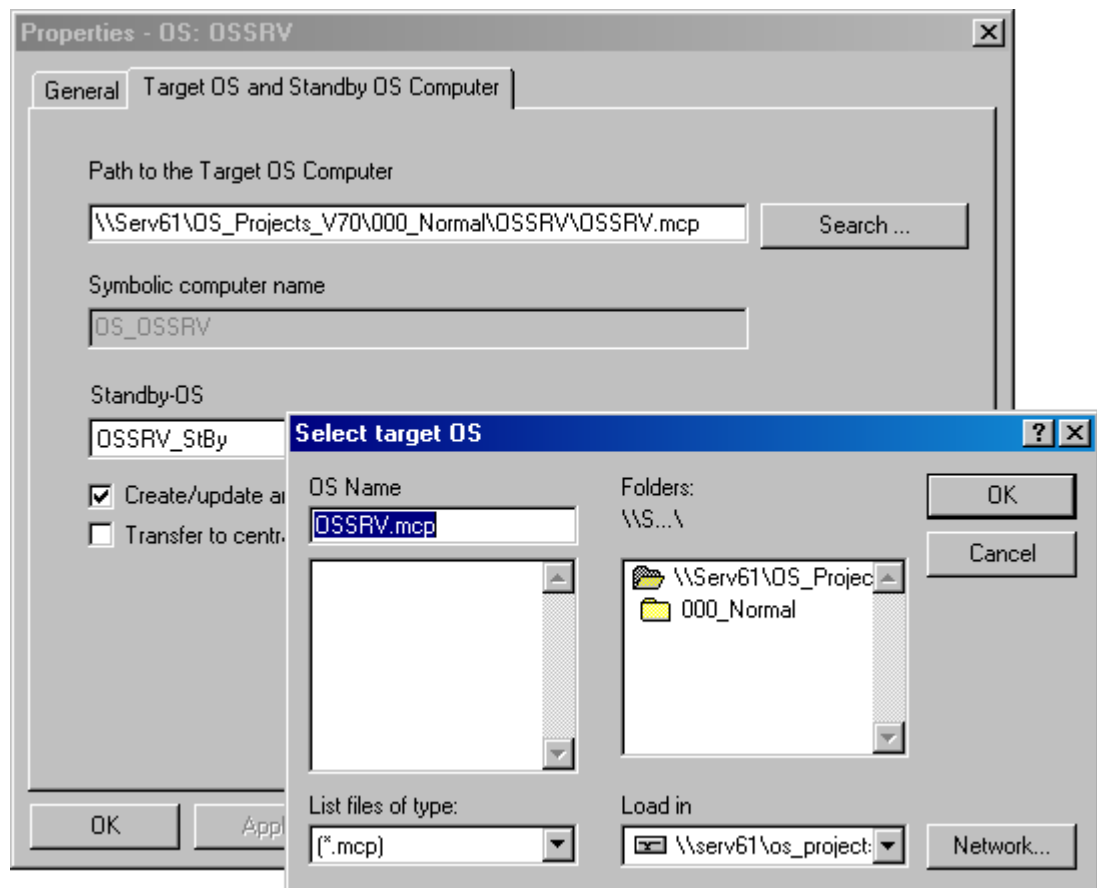 Properties - OS: OSSRV
General
Target OS and Standby OS Computer
Path to the Target OS Computer
\\Serv61\OS_Projects_V70\000_Normal\OSSRV\OSSRV.mcp
Search ...
Symbolic computer name
OS_OSSRV
Standby-OS
OSSRV_StBy
Create/update a
Transfer to centr
OK
Appl
Select target OS
OS Name
OSSRV.mcp
Folders:
\\S...\
\\Serv61\OS_Projec
000_Normal
OK
Cancel
List files of type:
(*.mcp)
Load in
\\serv61\os_project
Network...